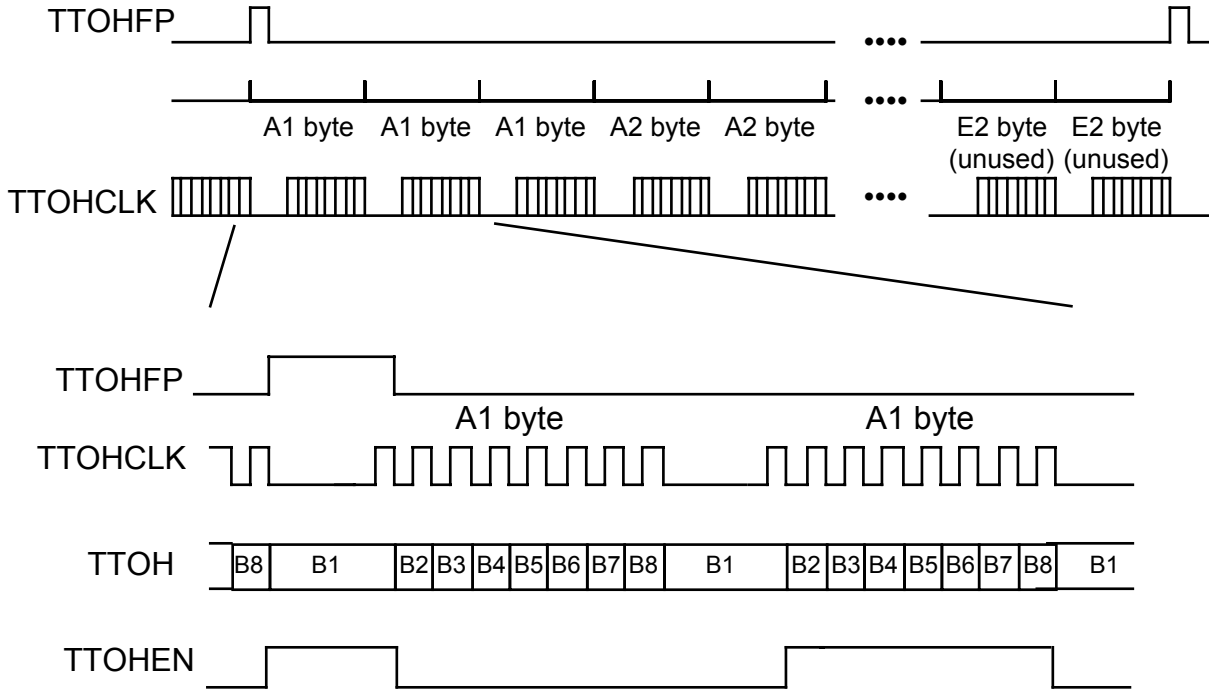 TTOHFP
A1 byte A1 byte A1 byte A2 byte A2 byte E2 byte E2 byte
(unused) (unused)
TTOHCLK
TTOHFP
A1 byte A1 byte
TTOHCLK
TTOH B8 B1 B2 B3 B4 B5 B6 B7 B8 B1 B2 B3 B4 B5 B6 B7 B8 B1
TTOHEN